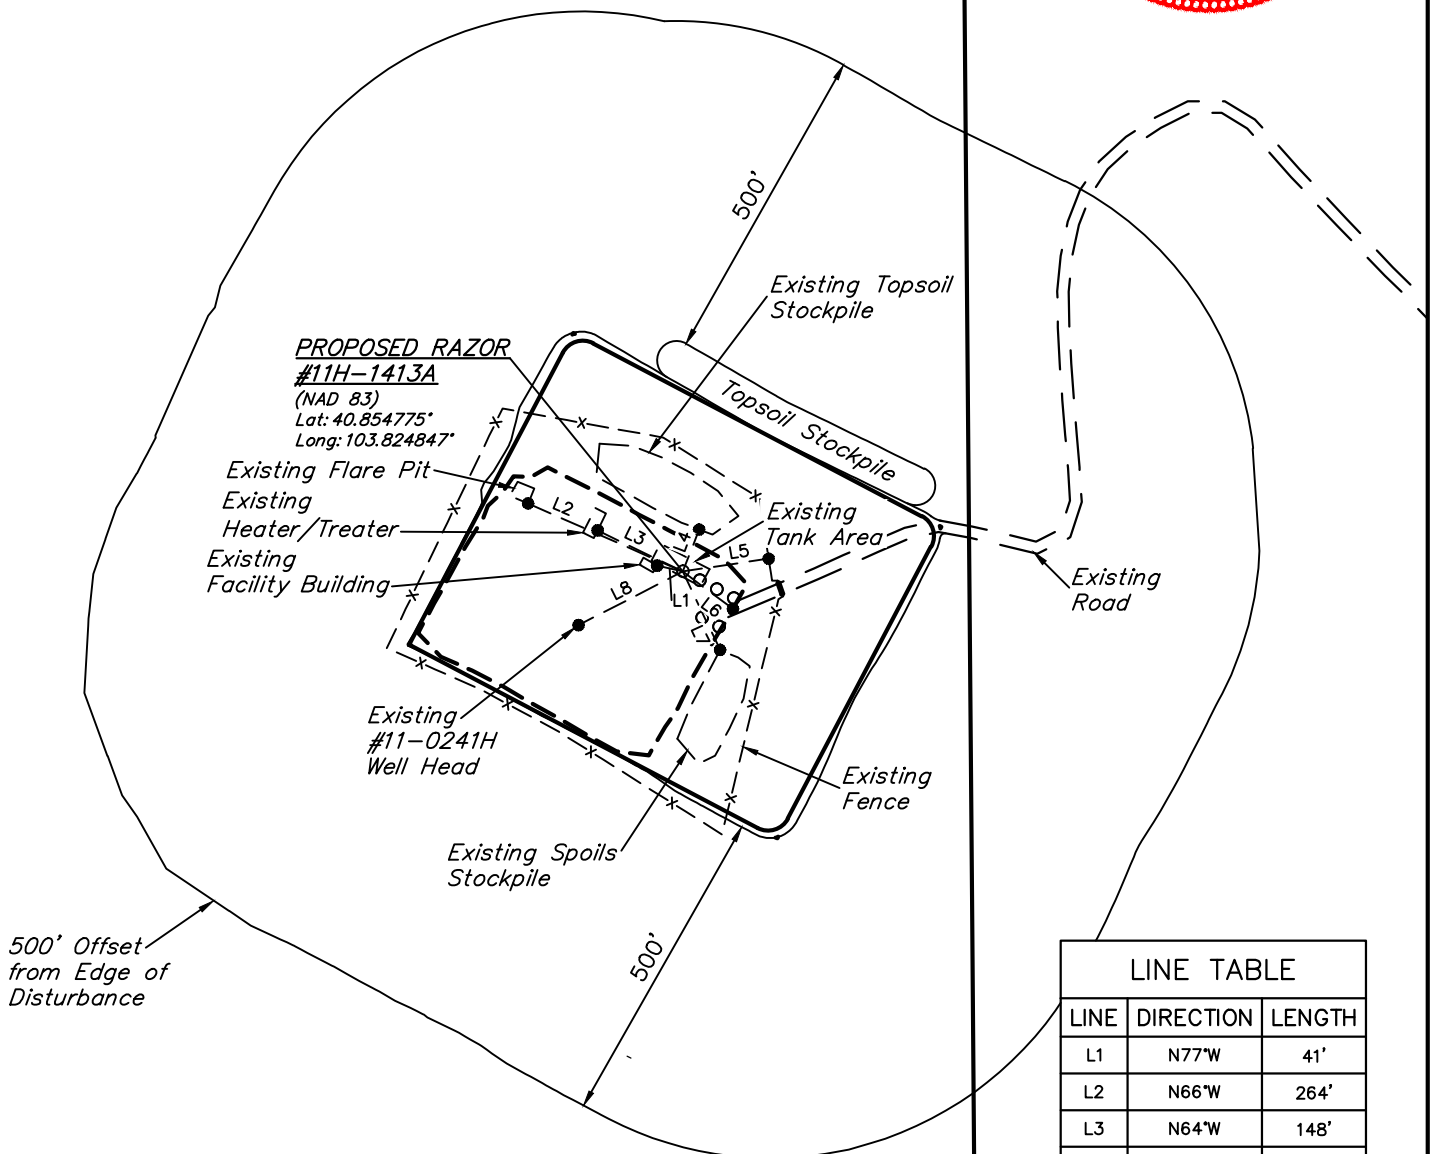 500'
Existing Topsoil
Stockpile
PROPOSED RAZOR
#11H-1413A
(NAD 83)
Lat: 40.854775°
Long: 103.824847°
Topsoil Stockpile
Existing Flare Pit
Existing
Heater/Treater
Existing
Facility Building
Existing
Tank Area
L2
L3
L4
L5
L8
L1
L6
L7
Existing
Road
Existing
#11-0241H
Well Head
Existing
Fence
Existing Spoils
Stockpile
500'
500' Offset
from Edge of
Disturbance
LINE TABLE
LINE DIRECTION LENGTH
L1 N77°W 41'
L2 N66°W 264'
L3 N64°W 148'